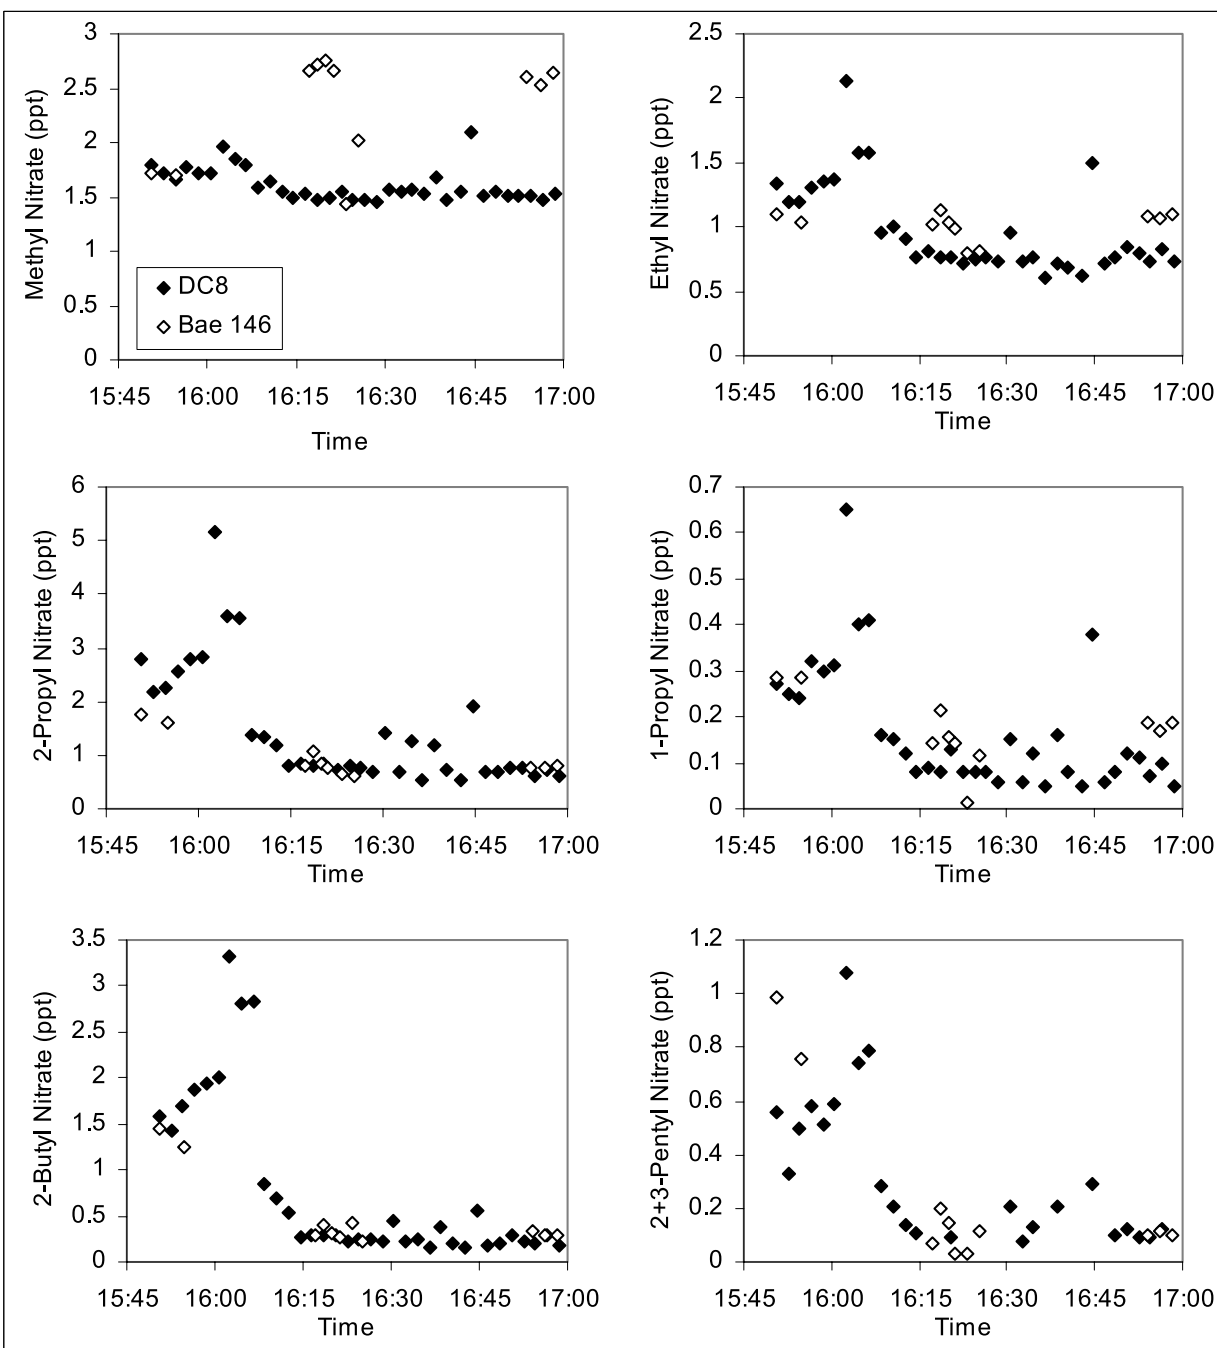 Methyl Nitrate (ppt)
3
2.5
2
1.5
1
0.5
0
DC8
Bae 146
15:45 16:00 16:15 16:30 16:45 17:00
Time
Ethyl Nitrate (ppt)
2.5
2
1.5
1
0.5
0
15:45 16:00 16:15 16:30 16:45 17:00
Time
2-Propyl Nitrate (ppt)
6
5
4
3
2
1
0
15:45 16:00 16:15 16:30 16:45 17:00
Time
1-Propyl Nitrate (ppt)
0.7
0.6
0.5
0.4
0.3
0.2
0.1
0
15:45 16:00 16:15 16:30 16:45 17:00
Time
2-Butyl Nitrate (ppt)
3.5
3
2.5
2
1.5
1
0.5
0
15:45 16:00 16:15 16:30 16:45 17:00
Time
2+3-Pentyl Nitrate (ppt)
1.2
1
0.8
0.6
0.4
0.2
0
15:45 16:00 16:15 16:30 16:45 17:00
Time